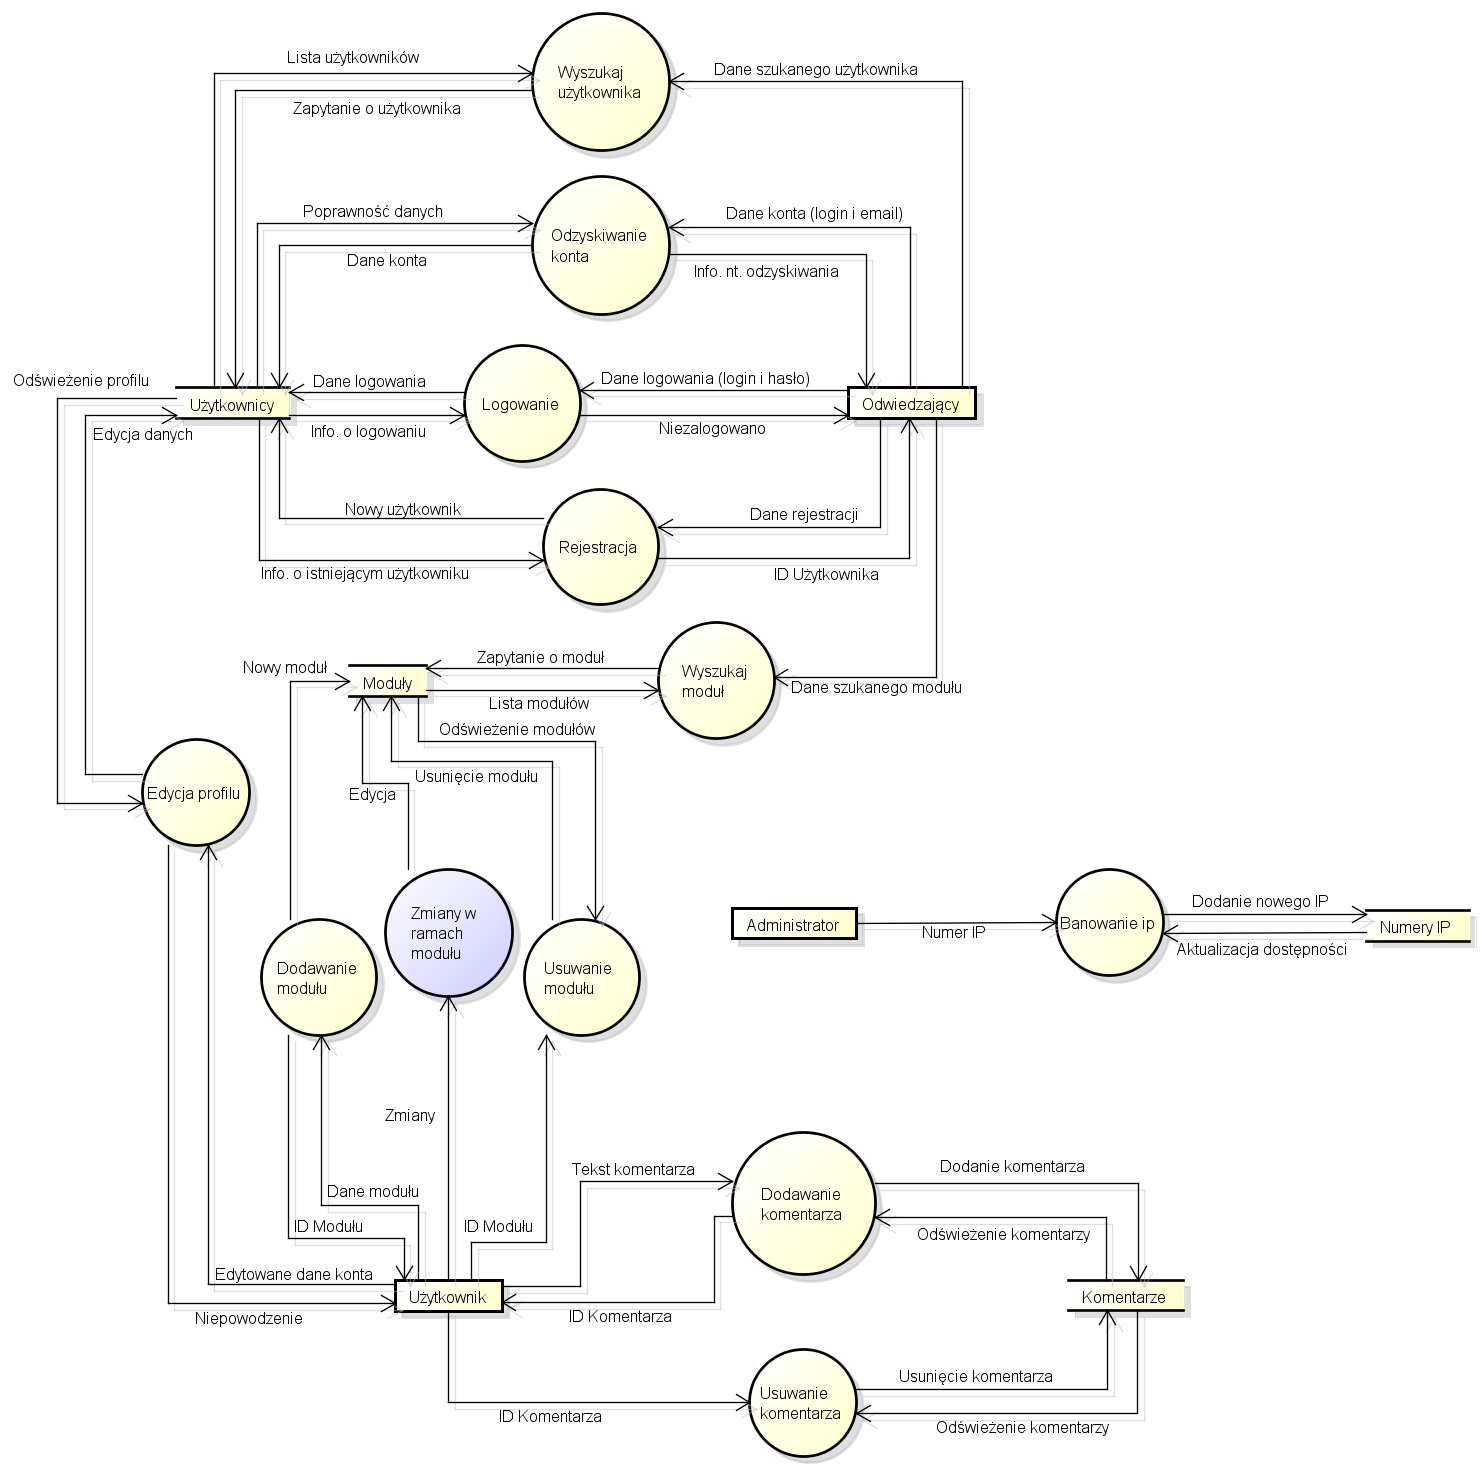 Lista użytkowników
Wyszukaj
użytkownika
Dane szukanego użytkownika
Zapytanie o użytkownika
Poprawność danych
Odzyskiwanie
konta
Dane konta (login i email)
Dane konta
Info. nt. odzyskiwania
Odświeżenie profilu
Użytkownicy
Dane logowania
Logowanie
Dane logowania (login i hasło)
Odwiedzający
Edycja danych
Info. o logowaniu
Niezalogowano
Nowy użytkownik
Rejestracja
Dane rejestracji
Info. o istniejącym użytkowniku
ID Użytkownika
Nowy moduł
Moduły
Zapytanie o moduł
Wyszukaj
moduł
Dane szukanego modułu
Lista modułów
Odświeżenie modułów
Usunięcie modułu
Edycja
Edycja profilu
Zmiany w
ramach
modułu
Dodawanie
modułu
Usuwanie
modułu
Administrator
Numer IP
Banowanie ip
Dodanie nowego IP
Numery IP
Aktualizacja dostępności
Zmiany
Dane modułu
ID Modułu
ID Modułu
Tekst komentarza
Dodawanie
komentarza
Dodanie komentarza
Odświeżenie komentarzy
Edytowane dane konta
Użytkownik
Komentarze
Niepowodzenie
ID Komentarza
Usuwanie
komentarza
Usunięcie komentarza
ID Komentarza
Odświeżenie komentarzy